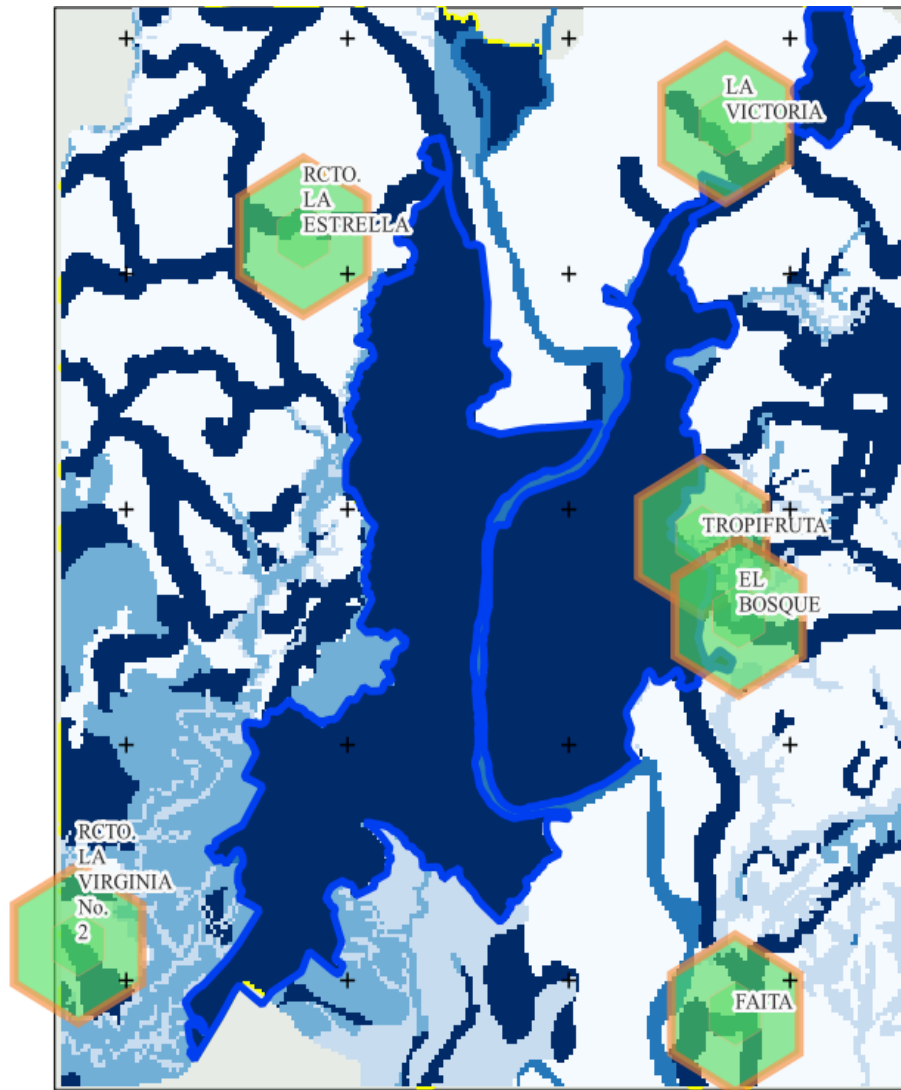 LA
VICTORIA
RCTO.
LA
ESTRELLA
TROPIFRUTA
EL
BOSQUE
RCTO.
LA
VIRGINIA
No.
2
FAITA